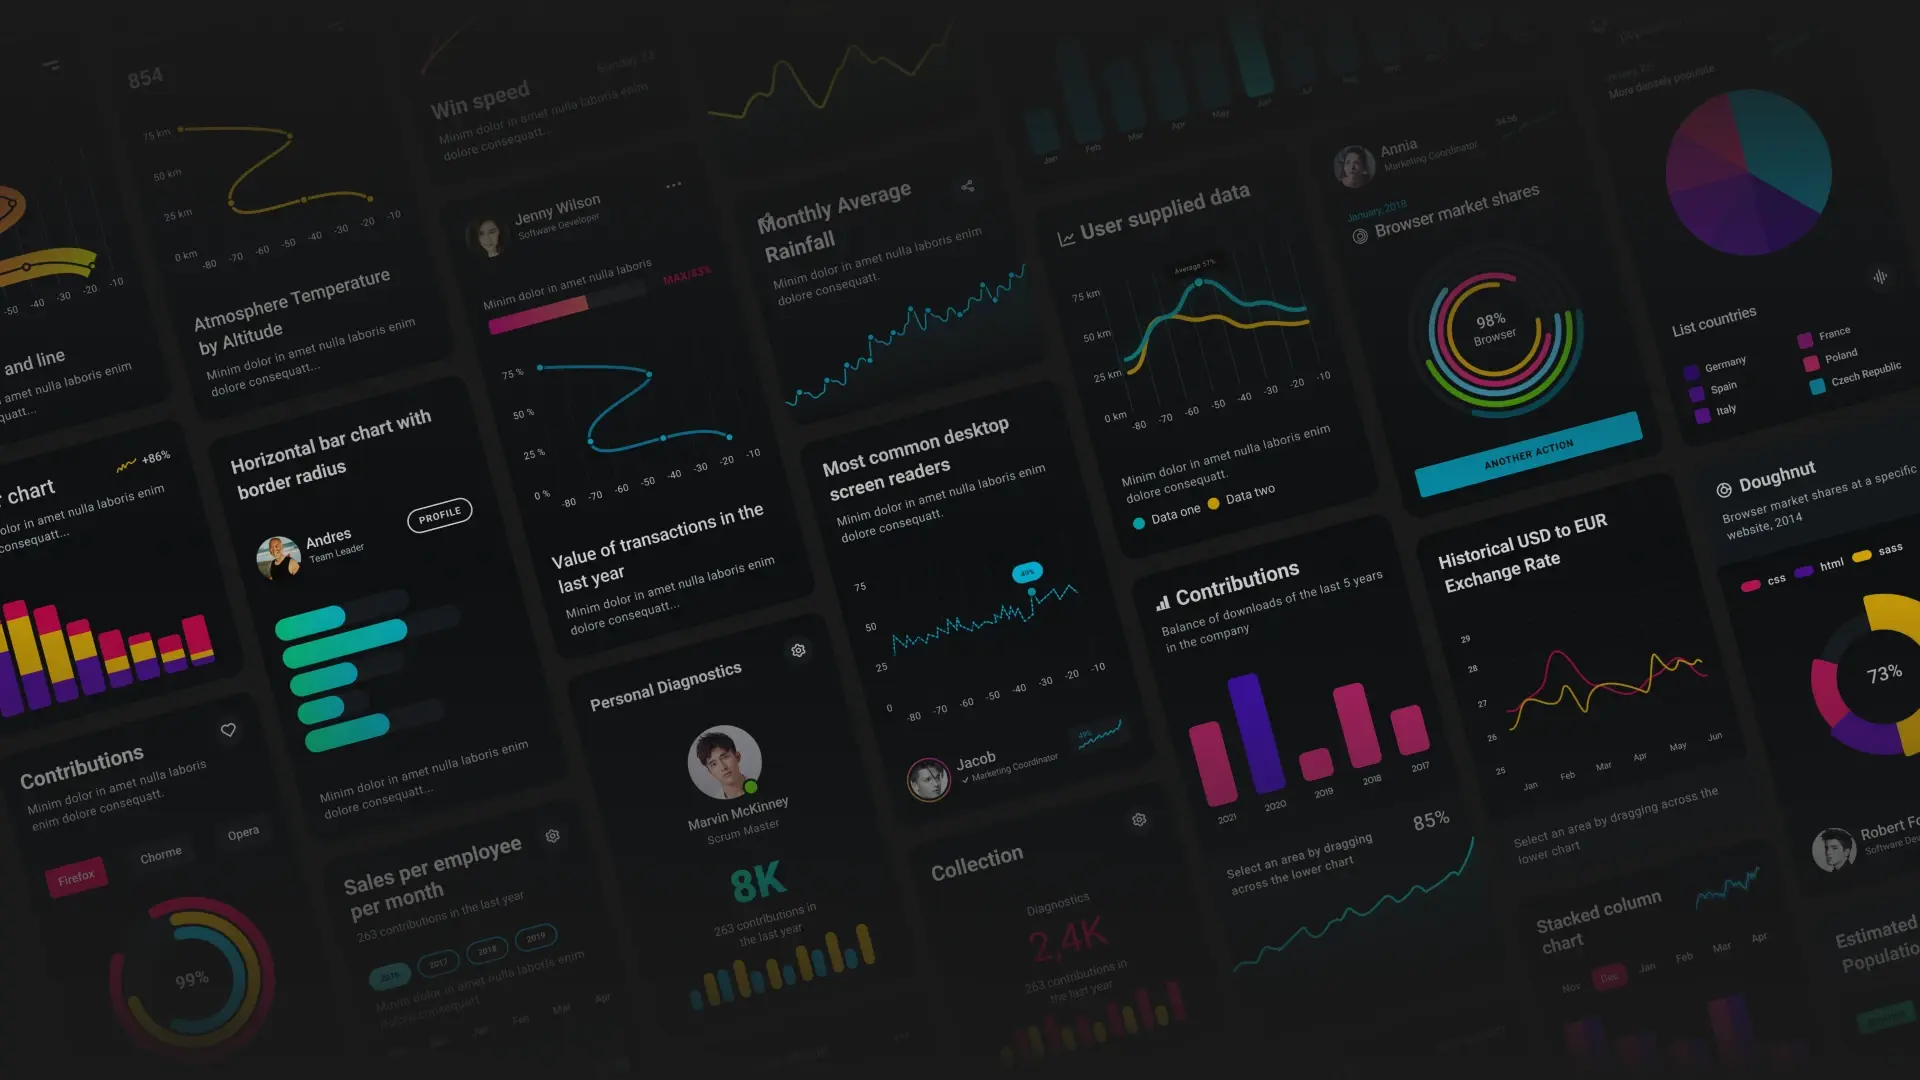 854
75 km
50 km
25 km
0 km
-80 -70 -60 -50 -40 -30 -20 -10
Atmosphere Temperature
by Altitude
Minim dolor in amet nulla laboris enim
dolore consequatt...
-50 -40 -30 -20 -10
and line
amet nulla laboris enim
quatt...
r chart
+86%
dolor in amet nulla laboris enim
consequatt...
Contributions
Minim dolor in amet nulla laboris
enim dolore consequatt.
Firefox
Chorme
Opera
99%
Horizontal bar chart with
border radius
Andres
Team Leader
PROFILE
Minim dolor in amet nulla laboris enim
dolore consequatt...
Sales per employee
per month
263 contributions in the last year
2016 2017 2018 2019
Minim dolor in amet nulla laboris enim
dolore consequatt
Jan Feb Mar Apr
Win speed
Sunday 23
Minim dolor in amet nulla laboris enim
dolore consequatt...
Jenny Wilson
Software Geveloper
Minim dolor in amet nulla laboris
MAX/43%
75 %
50 %
25 %
0 %
-80 -70 -60 -50 -40 -30 -20 -10
Value of transactions in the
last year
Minim dolor in amet nulla laboris enim
dolore consequatt...
Personal Diagnostics
Marvin McKinney
Scrum Master
8K
263 contributions in
the last year
Monthly Average
Rainfall
Minim dolor in amet nulla laboris enim
dolore consequatt.
Most common desktop
screen readers
Minim dolor in amet nulla laboris enim
dolore consequatt.
49%
75
50
25
0
-80 -70 -60 -50 -40 -30 -20 -10
Jacob
Marketing Coordinator
49%
Collection
Diagnostics
2,4K
263 contributions in
the last year
Jan Feb Mar Apr May Jun Jul
User supplied data
Average 57%
75 km
50 km
25 km
0 km
-80 -70 -60 -50 -40 -30 -20 -10
Minim dolor in amet nulla laboris enim
dolore consequatt.
Data one
Data two
Contributions
Balance of downloads of the last 5 years
in the company
2021 2020 2019 2018 2017
Select an area by dragging
across the lower chart
85%
Annia
Marketing Coordinator
34:56
January, 2018
Browser market shares
98%
Browser
ANOTHER ACTION
Historical USD to EUR
Exchange Rate
29
28
27
26
25
Jan Feb Mar Apr May Jun
Select an area by dragging across the
lower chart
Stacked column
chart
Nov Dec Jan Feb Mar Apr
More densely populate
List countries
Germany
Spain
Italy
France
Poland
Czech Republic
Doughnut
Browser market shares at a specific
website, 2014
css html sass
73%
Robert Fo
Software Dev
Estimated
Populatio